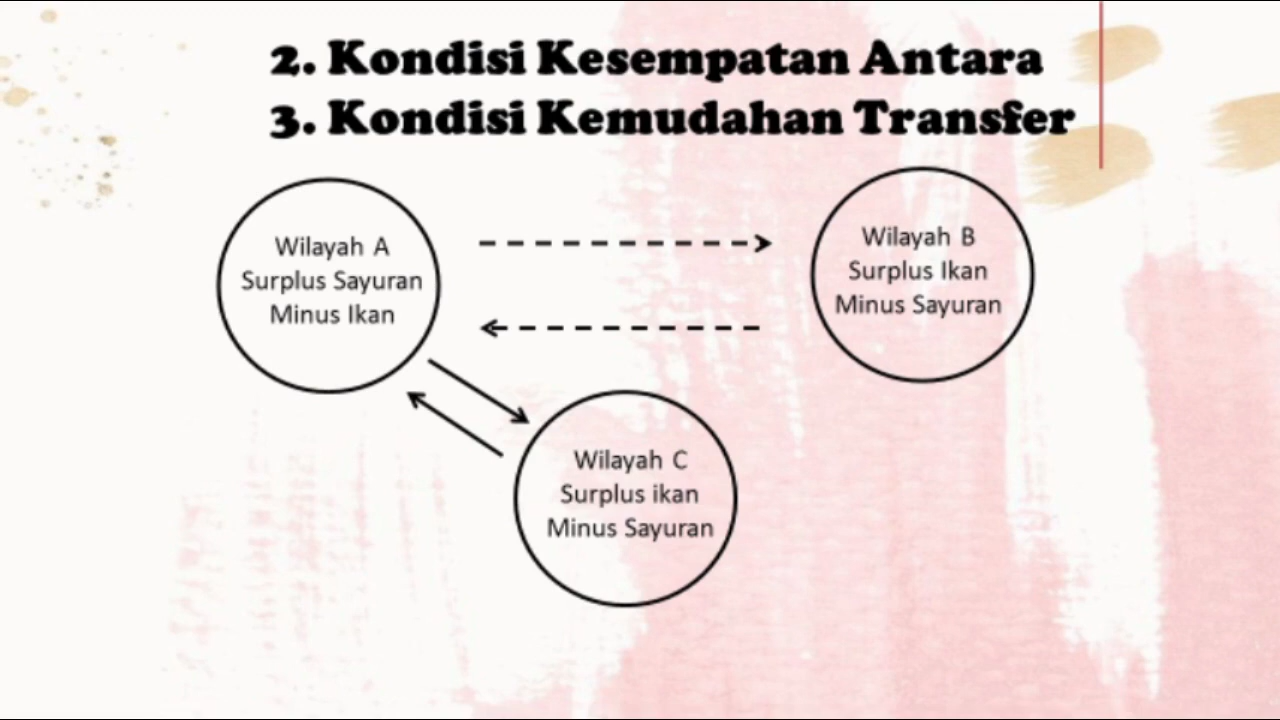 2. Kondisi Kesempatan Antara
3. Kondisi Kemudahan Transfer
Wilayah A
Surplus Sayuran
Minus Ikan
Wilayah B
Surplus Ikan
Minus Sayuran
Wilayah C
Surplus ikan
Minus Sayuran